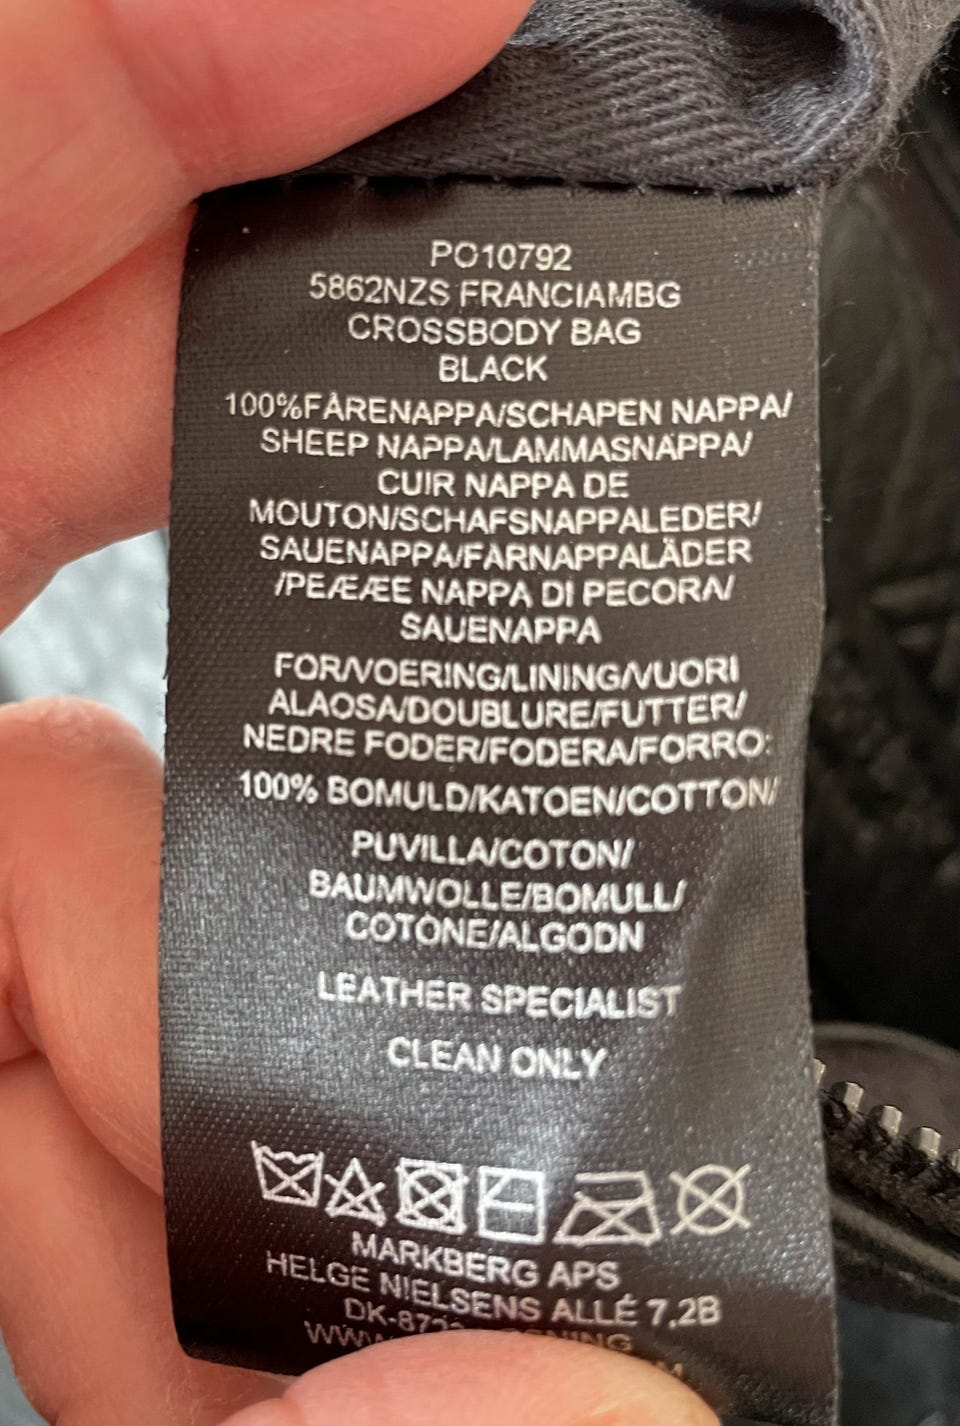 PO10792
5862NZS FRANCIAMBG
CROSSBODY BAG
BLACK
100%FÅRENAPPA/SCHAPEN NAPPA/
SHEEP NAPPA/LAMMASNAPPA/
CUIR NAPPA DE
MOUTON/SCHAFSNAPPALEDER/
SAUENAPPA/FARNAPPALÄDER
/PEÆÆE NAPPA DI PECORA/
SAUENAPPA
FOR/VOERING/LINING/VUORI
ALAOSA/DOUBLURE/FUTTER/
NEDRE FODER/FODERA/FORRO:
100% BOMULD/KATOEN/COTTON/
PUVILLA/COTON/
BAUMWOLLE/BOMULL/
COTONE/ALGODN
LEATHER SPECIALIST
CLEAN ONLY
MARKBERG APS
HELGE NIELSENS ALLÉ 7,2B